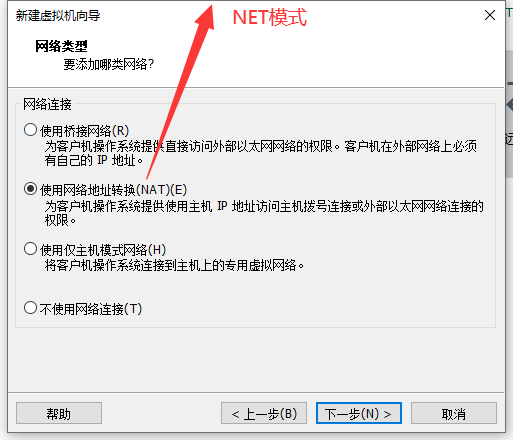 新建虚拟机向导
NET模式
网络类型
要添加哪类网络?
网络连接
使用桥接网络(R)
为客户机操作系统提供直接访问外部以太网网络的权限。客户机在外部网络上必须
有自己的 IP 地址。
使用网络地址转换(NAT)(E)
为客户机操作系统提供使用主机 IP 地址访问主机拨号连接或外部以太网网络连接的
权限。
使用仅主机模式网络(H)
将客户机操作系统连接到主机上的专用虚拟网络。
不使用网络连接(T)
帮助
< 上一步(B)
下一步(N) >
取消